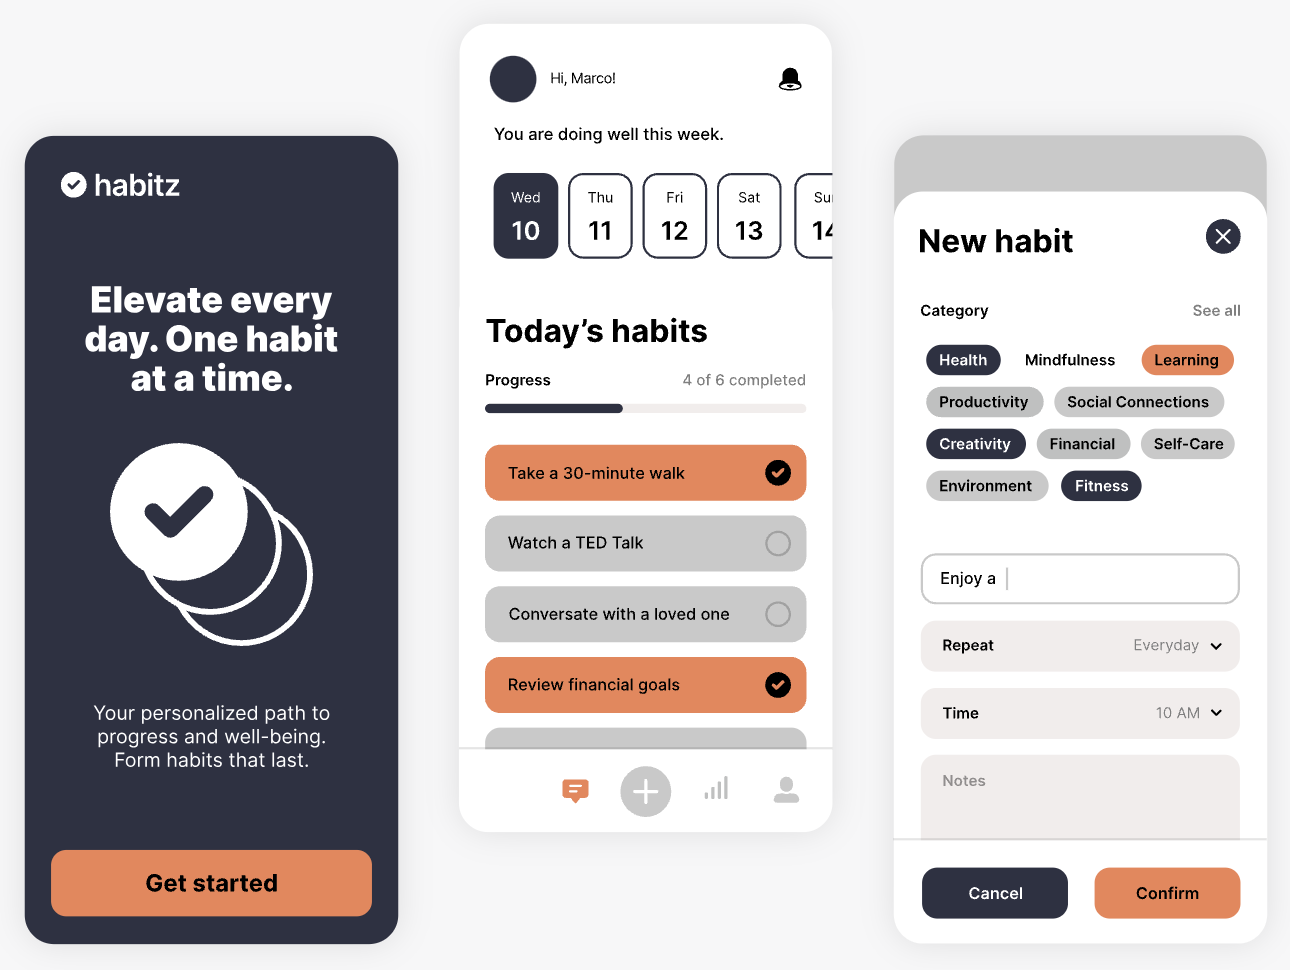 habitz
Elevate every
day. One habit
at a time.
Your personalized path to
progress and well-being.
Form habits that last.
Get started
Hi, Marco!
You are doing well this week.
Wed Thu Fri Sat Su
10 11 12 13 14
Today's habits
Progress 4 of 6 completed
Take a 30-minute walk
Watch a TED Talk
Conversate with a loved one
Review financial goals
New habit
Category See all
Health Mindfulness Learning
Productivity Social Connections
Creativity Financial Self-Care
Environment Fitness
Enjoy a
Repeat Everyday
Time 10 AM
Notes
Cancel Confirm